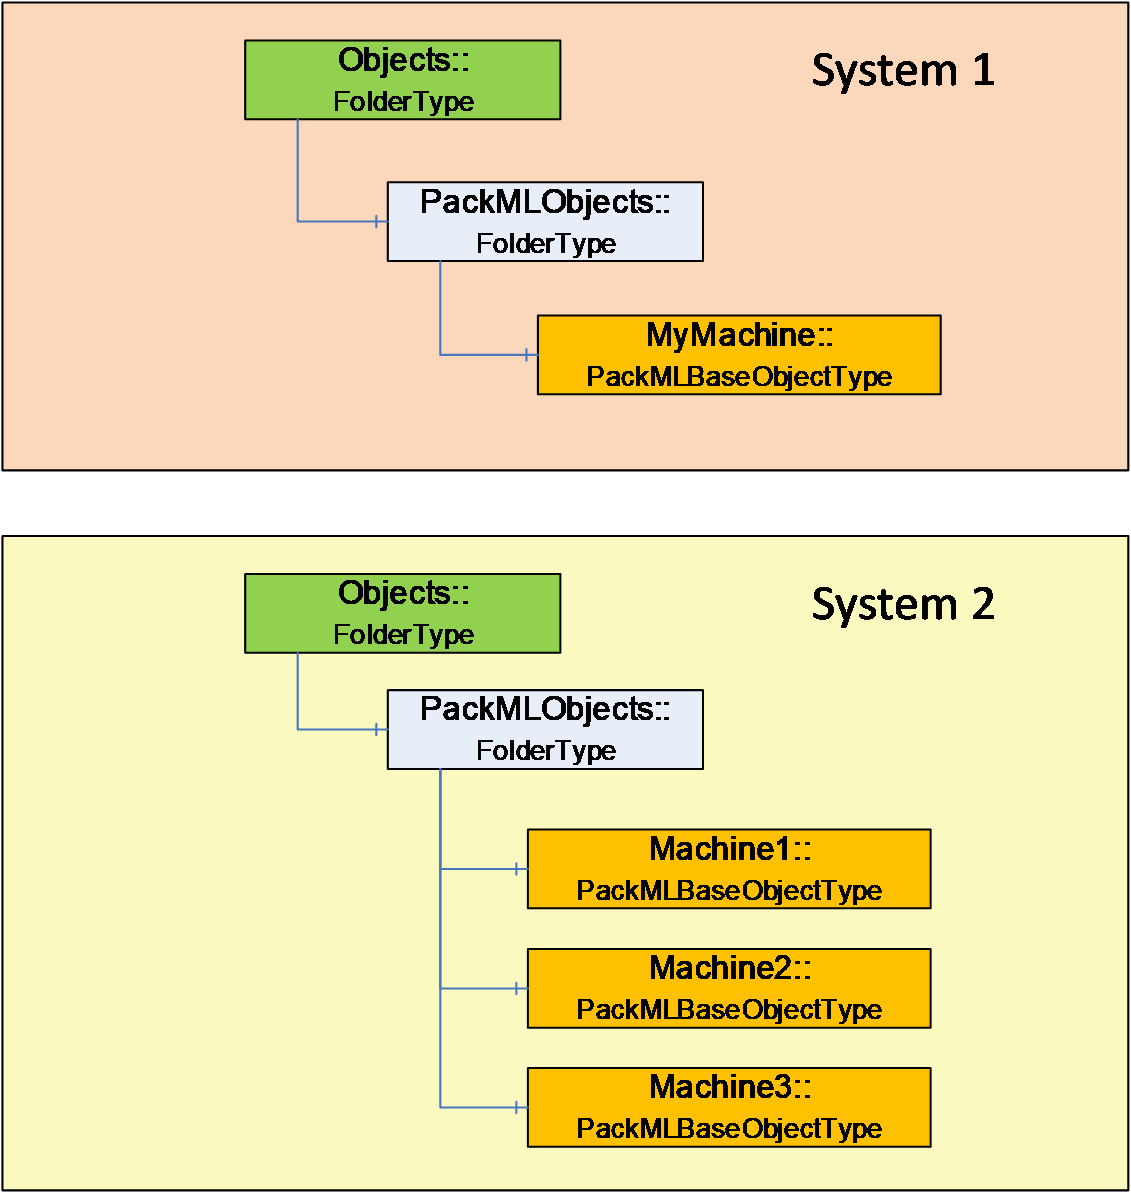 System 1
Objects::
FolderType
PackMLObjects::
FolderType
MyMachine::
PackMLBaseObjectType
System 2
Objects::
FolderType
PackMLObjects::
FolderType
Machine1::
PackMLBaseObjectType
Machine2::
PackMLBaseObjectType
Machine3::
PackMLBaseObjectType